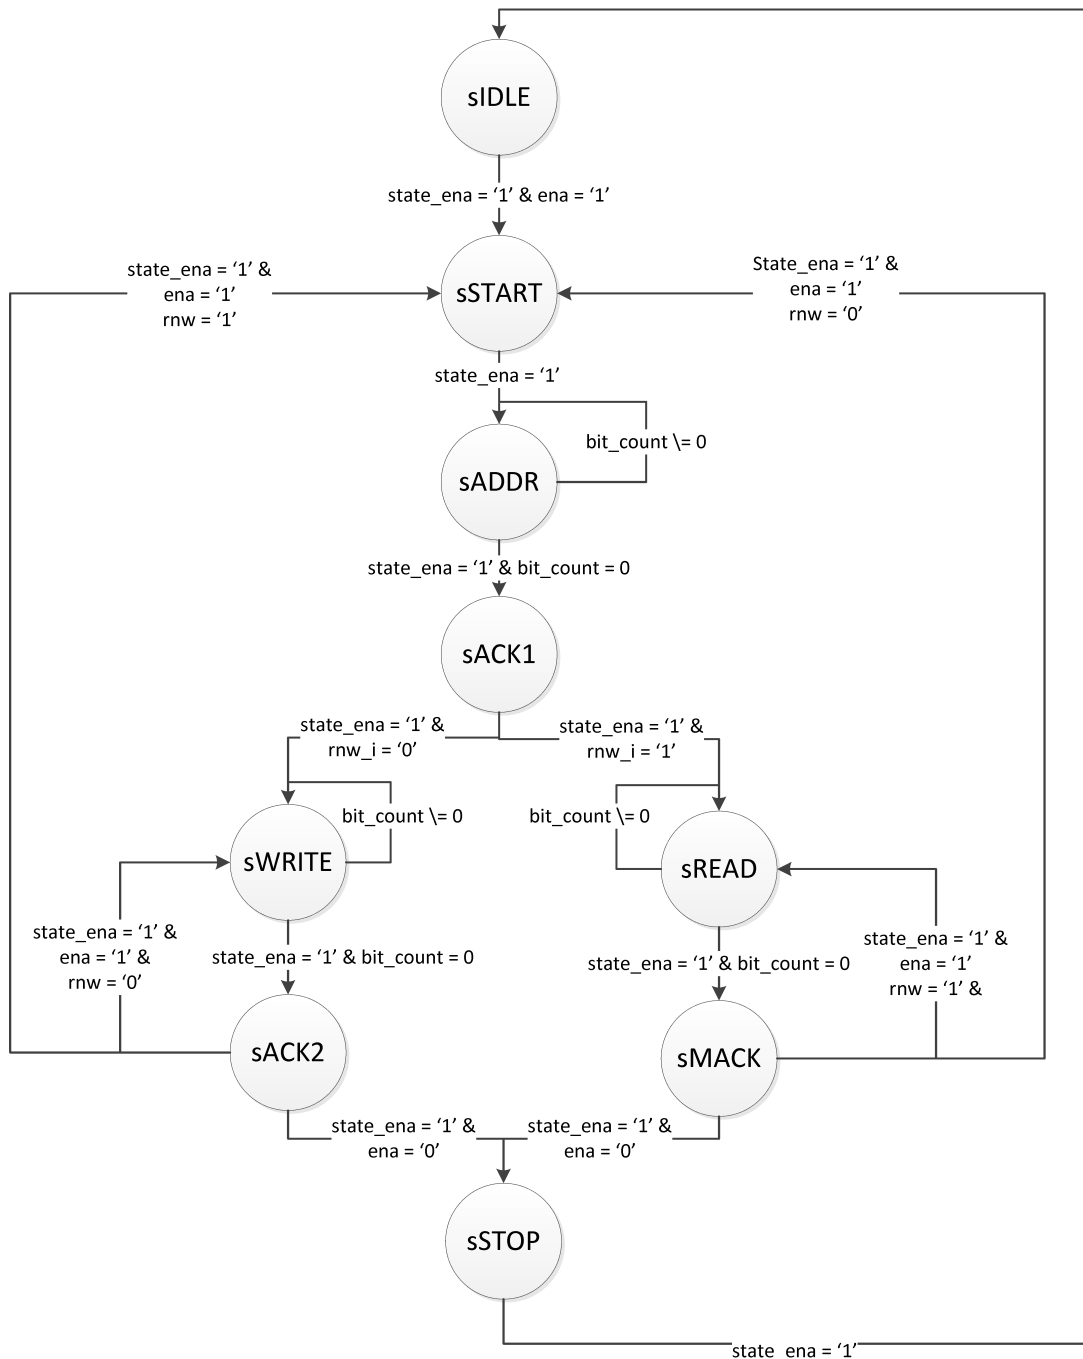 sIDLE
state_ena = ‘1’ & ena = ‘1’
state_ena = ‘1’ &
ena = ‘1’
rnw = ‘1’
sSTART
State_ena = ‘1’ &
ena = ‘1’
rnw = ‘0’
state_ena = ‘1’
bit_count \= 0
sADDR
state_ena = ‘1’ & bit_count = 0
sACK1
state_ena = ‘1’ &
rnw_i = ‘0’
state_ena = ‘1’ &
rnw_i = ‘1’
bit_count \= 0
bit_count \= 0
sWRITE
sREAD
state_ena = ‘1’ &
ena = ‘1’ &
rnw = ‘0’
state_ena = ‘1’ & bit_count = 0
state_ena = ‘1’ & bit_count = 0
state_ena = ‘1’ &
ena = ‘1’
rnw = ‘1’ &
sACK2
sMACK
state_ena = ‘1’ &
ena = ‘0’
state_ena = ‘1’ &
ena = ‘0’
sSTOP
state_ena = ‘1’